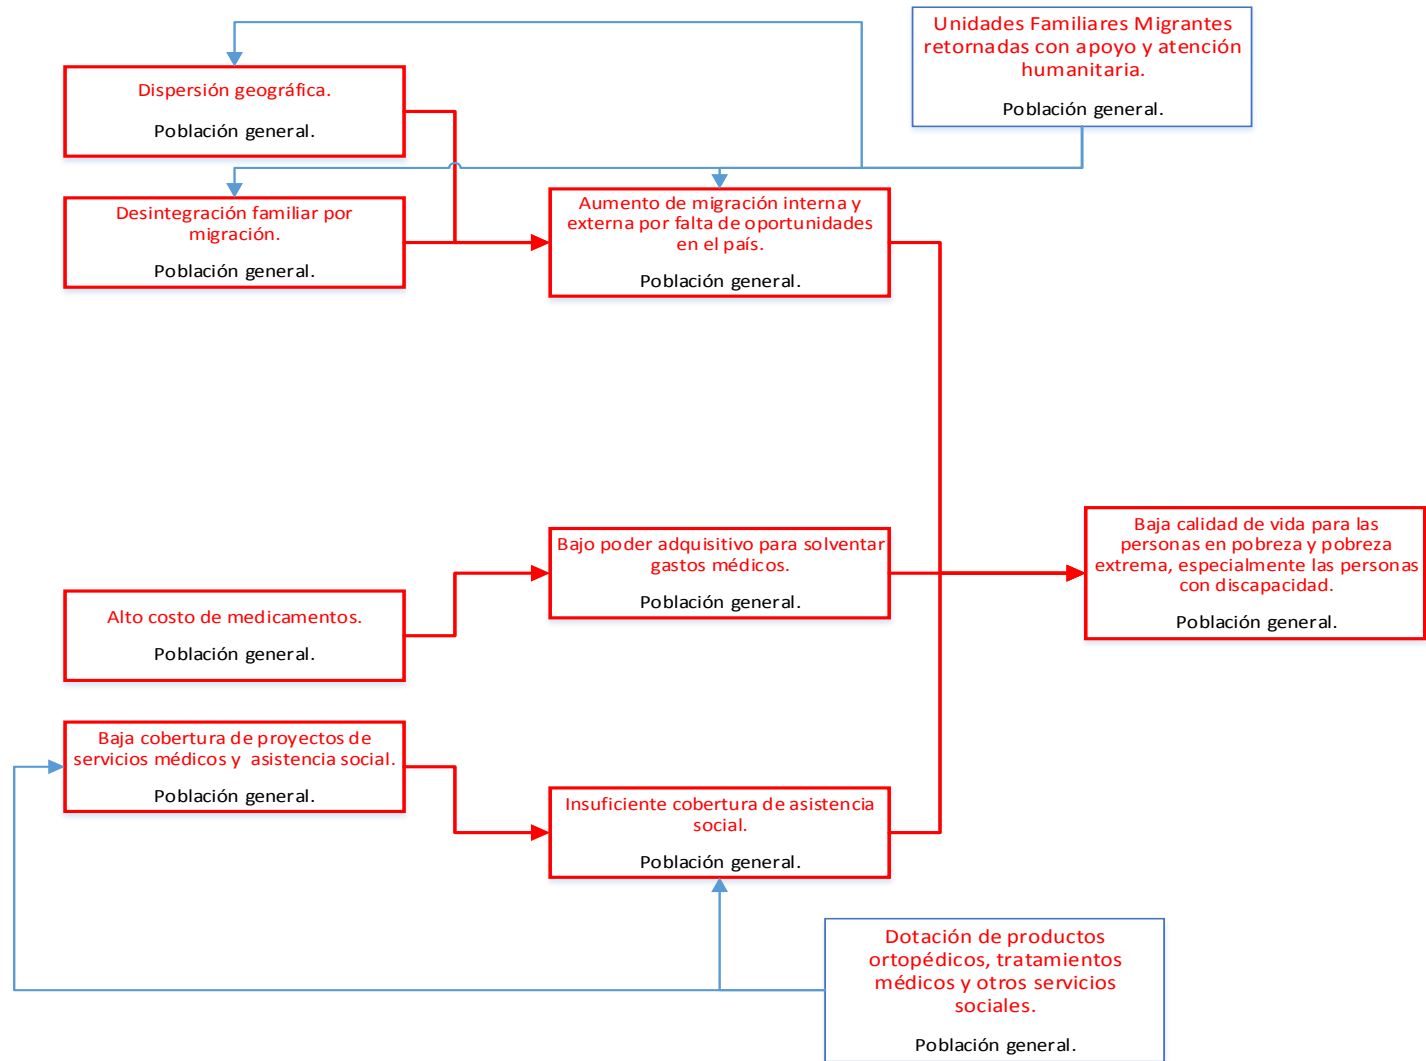 Unidades Familiares Migrantes
retornadas con apoyo y atención
humanitaria.
Población general.
Dispersión geográfica.
Población general.
Desintegración familiar por
migración.
Población general.
Aumento de migración interna y
externa por falta de oportunidades
en el país.
Población general.
Bajo poder adquisitivo para solventar
gastos médicos.
Población general.
Baja calidad de vida para las
personas en pobreza y pobreza
extrema, especialmente las personas
con discapacidad.
Población general.
Alto costo de medicamentos.
Población general.
Baja cobertura de proyectos de
servicios médicos y  asistencia social.
Población general.
Insuficiente cobertura de asistencia
social.
Población general.
Dotación de productos
ortopédicos, tratamientos
médicos y otros servicios
sociales.
Población general.